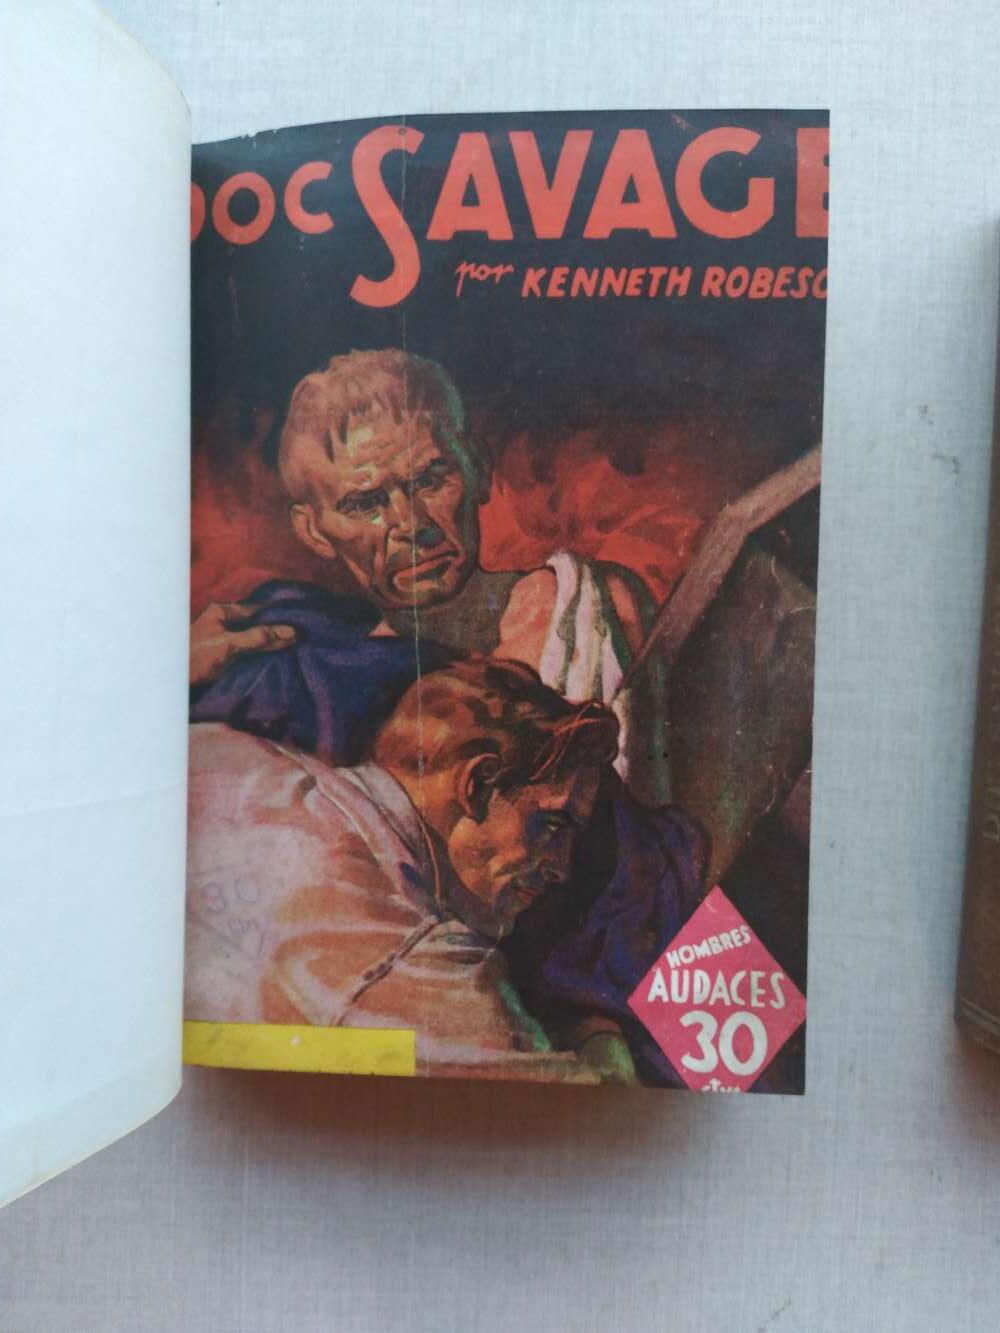 DOC SAVAGE
por KENNETH ROBESO
HOMBRES
AUDACES
30